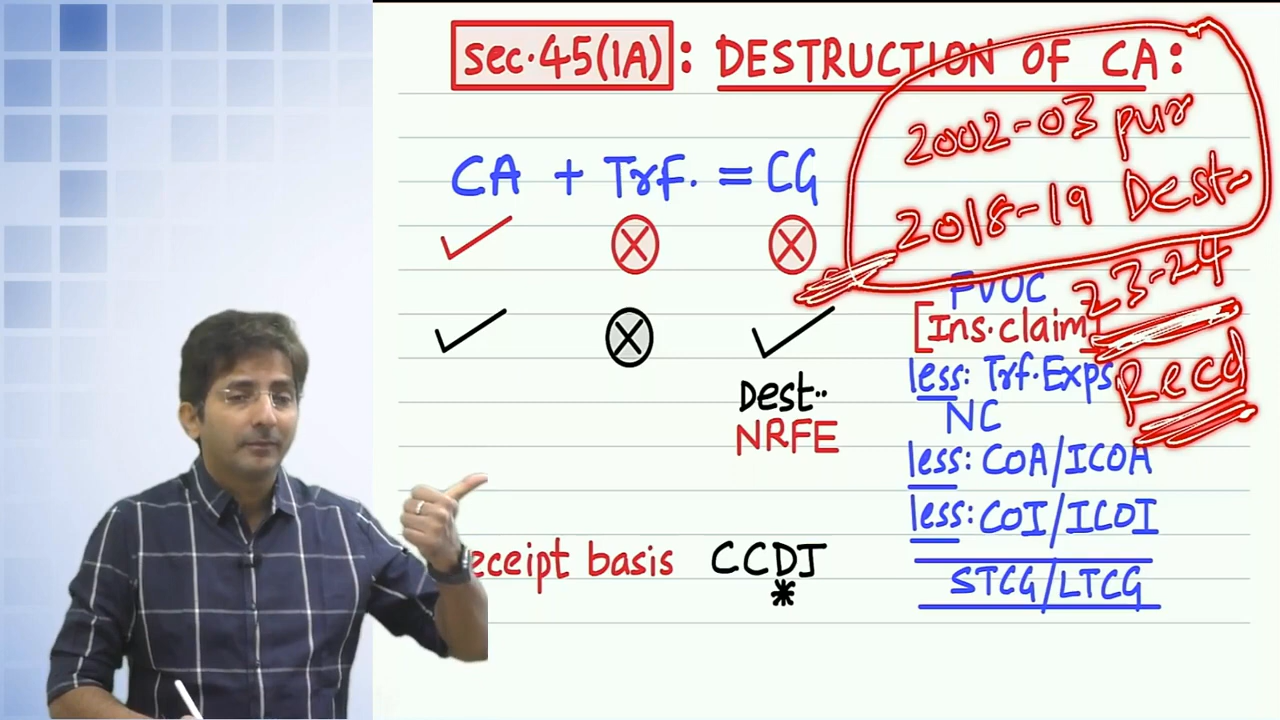 sec.45(1A): DESTRUCTION OF CA:
2002-03 pur
2018-19 Dest~
CA + Trf. = CG
23-24
Recd
FVOC
[Ins.claim]
less: Trf.Exps
NC
less: COA/ICOA
less: COI/ICOI
STCG/LTCG
Dest..
NRFE
eceipt basis CCDJ
*